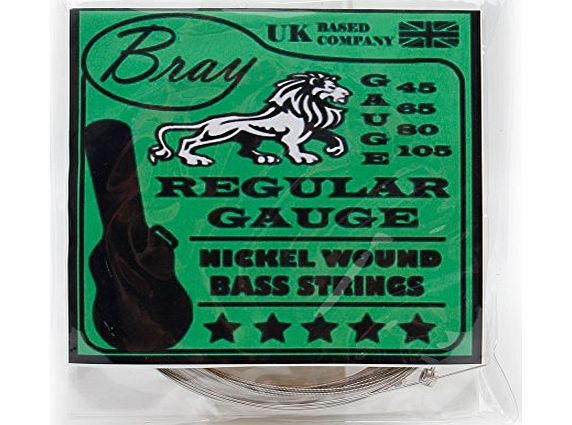 Bray
UK BASED COMPANY
GAUGE
45
65
80
105
REGULAR
GAUGE
NICKEL WOUND
BASS STRINGS